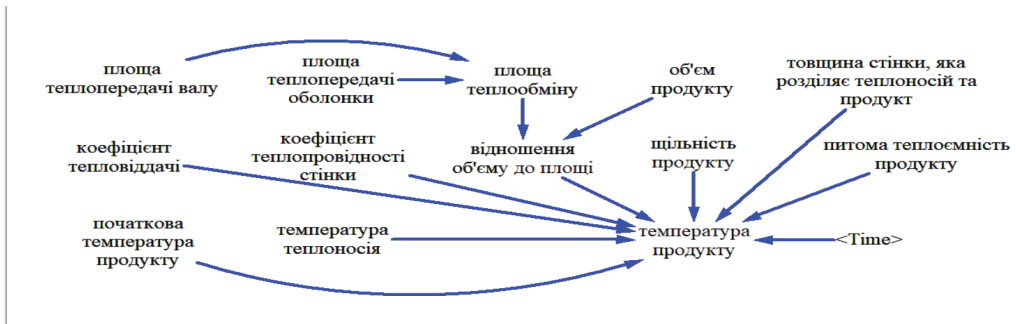 площа
теплопередачі валу
площа
теплопередачі
оболонки
площа
теплообміну
об'єм
продукту
товщина стінки, яка
розділяє теплоносій та
продукт
коефіцієнт
тепловіддачі
коефіцієнт
теплопровідності
стінки
відношення
об'єму до площі
щільність
продукту
питома теплоємність
продукту
початкова
температура
продукту
температура
теплоносія
температура
продукту
<Time>